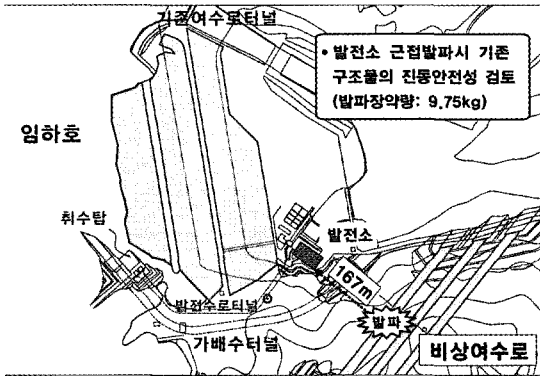 기존여수로터널
• 발전소 근접발파시 기존
구조물의 진동안전성 검토
(발파장약량: 9.75kg)
임하호
취수탑
발전소
167m
발전수로터널
발파
가배수터널
비상여수로